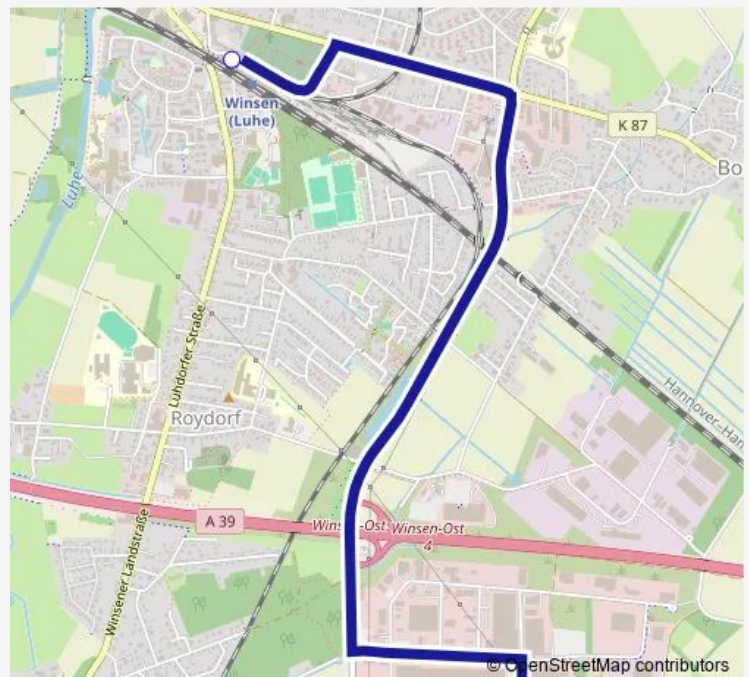 Winsen
(Luhe)
K 87
Bo
Luhe
Luhdorfer Straße
Roydorf
Hannover-Han
A 39
Winsen-Ost
Winsen-Ost
4
Winsener Landstraße
© OpenStreetMap contributors